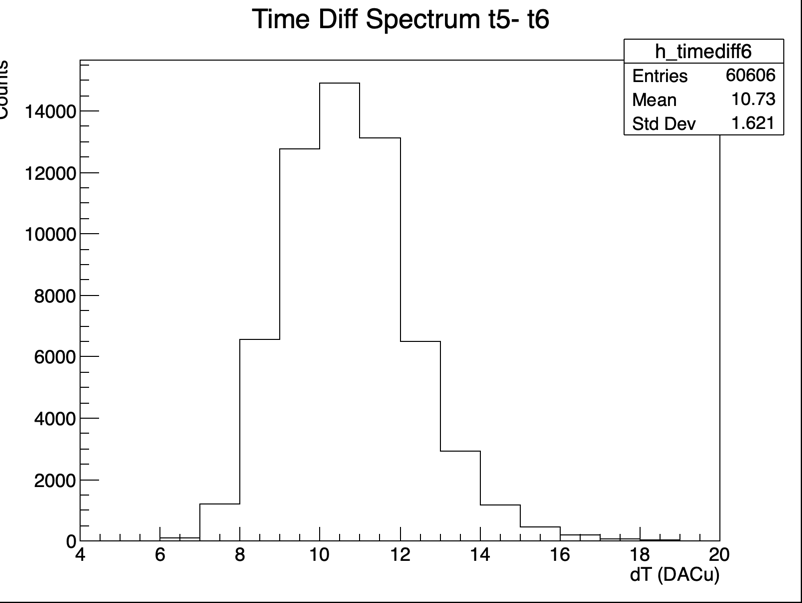 Time Diff Spectrum t5- t6
h_timediff6
Entries 60606
Mean 10.73
Std Dev 1.621
Counts
14000
12000
10000
8000
6000
4000
2000
0
4 6 8 10 12 14 16 18 20
dT (DACu)